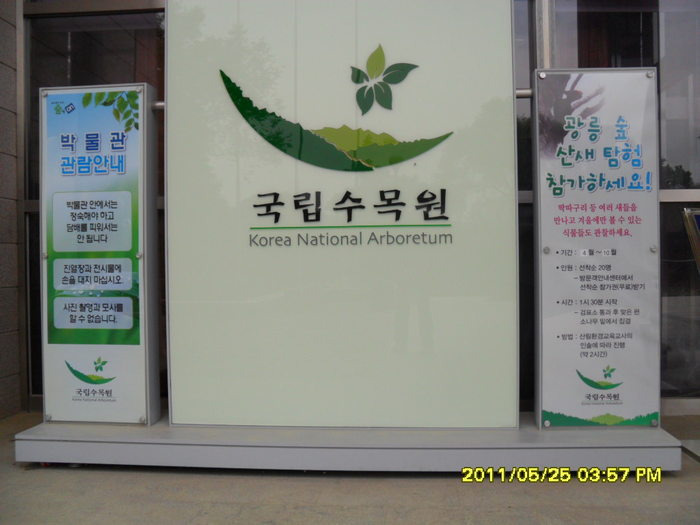 박물관
관람안내
박물관 안에서는
정숙해야 하고
담배를 피워서는
안 됩니다
진열장과 전시물에
손을 대지 마십시오.
사진 촬영과 모사를
할 수 없습니다.
국립수목원
Korea National Arboretum
국립수목원
Korea National Arboretum
광릉 숲
산새 탐험
참가하세요!
딱따구리 등 여러 새들을
만나고 겨울에만 볼 수 있는
식물들도 관찰하세요.
• 기간 : 4월~10월
• 인원 : 선착순 20명
- 방문객안내센터에서
선착순 참가권(무료)받기
• 시간 : 1시 30분 시작
- 검표소 통과 후 맞은 편
소나무 밑에서 집결
• 방법 : 산림환경교육교사의
인솔에 따라 진행
(약 2시간)
국립수목원
Korea National Arboretum
2011/05/25 03:57 PM